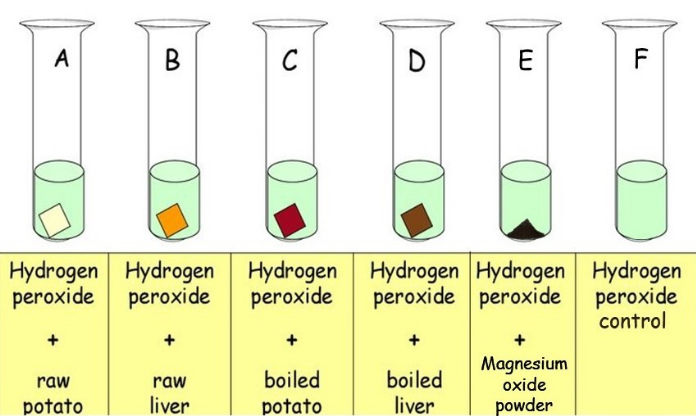 A B C D E F
Hydrogen peroxide + raw potato
Hydrogen peroxide + raw liver
Hydrogen peroxide + boiled potato
Hydrogen peroxide + boiled liver
Hydrogen peroxide + Magnesium oxide powder
Hydrogen peroxide control